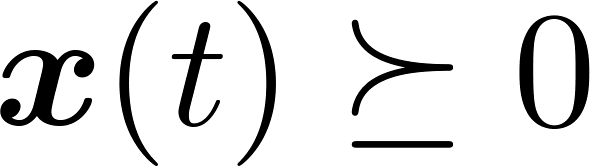 𝒙(t) ⪰ 0